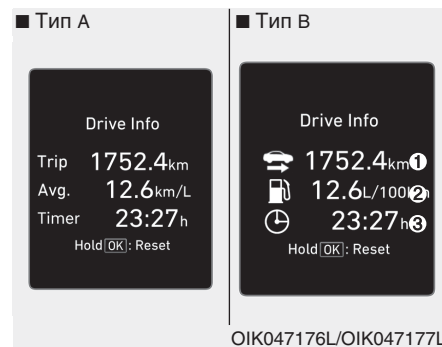 ■ Тип A
Drive Info
Trip 1752.4km
Avg. 12.6km/L
Timer 23:27h
Hold OK : Reset
■ Тип B
Drive Info
1752.4km ❶
12.6L/100km ❷
23:27h ❸
Hold OK : Reset
OIK047176L/OIK047177L